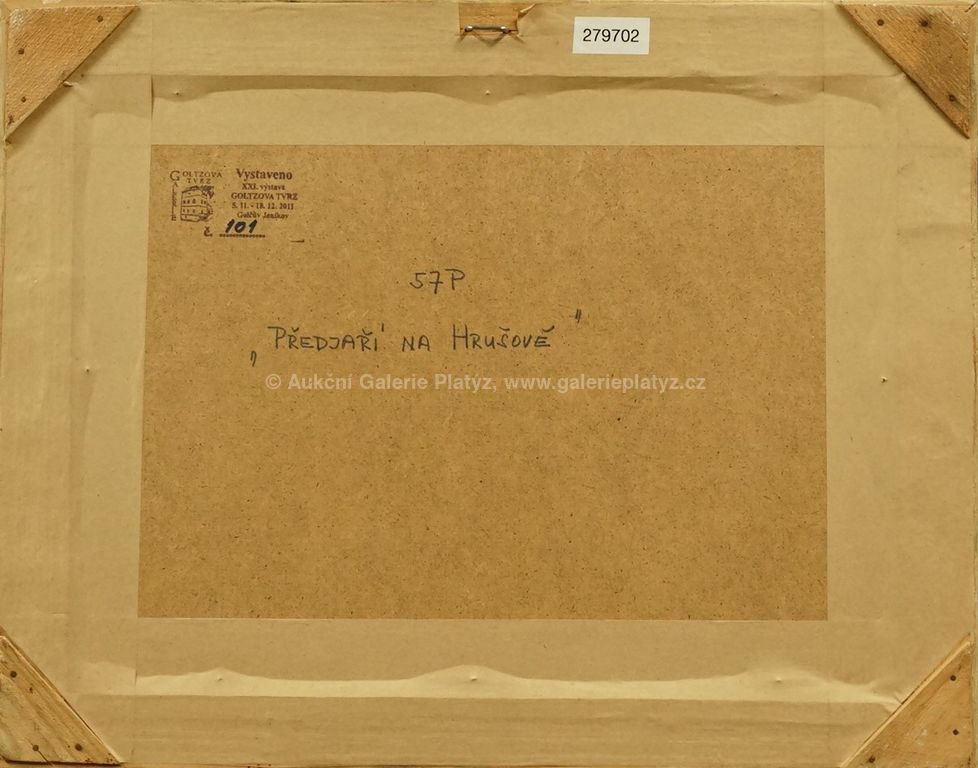 279702
GOLTZOVA
TVRZ
GALERIE
Vystaveno
XXI. výstava
GOLTZOVA TVRZ
5. 11. - 18. 12. 2011
Golčův Jeníkov
č. 101
57P
„PŘEDJAŘÍ NA HRUŠOVĚ"
© Aukční Galerie Platýz, www.galerieplatyz.cz